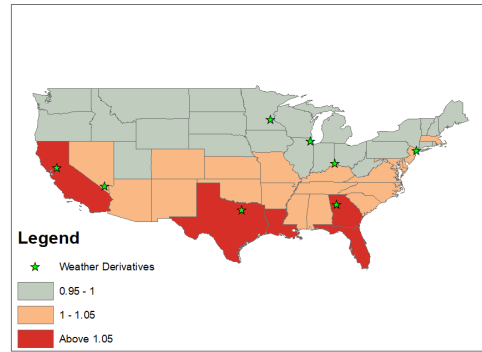 Legend
Weather Derivatives
0.95 - 1
1 - 1.05
Above 1.05